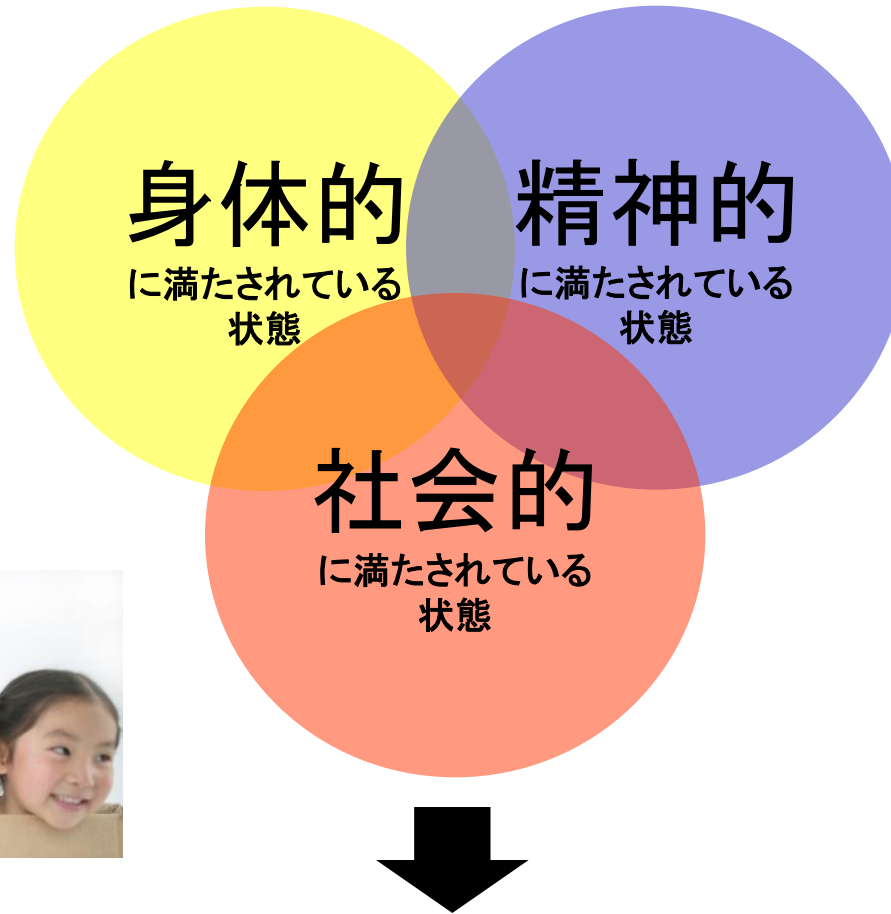 身体的
に満たされている
状態
精神的
に満たされている
状態
社会的
に満たされている
状態